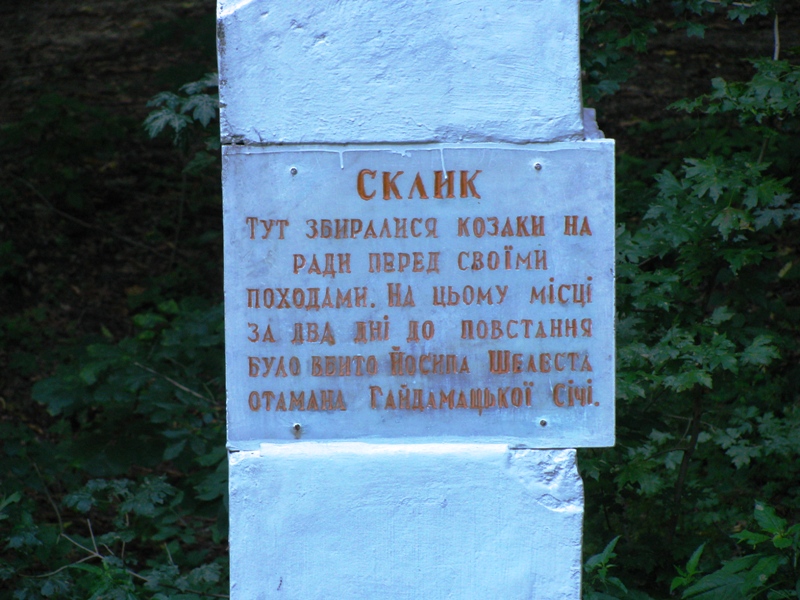 СКЛИК
ТУТ ЗБИРАЛИСЯ КОЗАКИ НА
РАДИ ПЕРЕД СВОЇМИ
ПОХОДАМИ. НА ЦЬОМУ МІСЦІ
ЗА ДВА ДНІ ДО ПОВСТАННЯ
БУЛО ВБИТО ЙОСИПА ШЕЛЕСТА
ОТАМАНА ГАЙДАМАЦЬКОЇ СІЧІ.